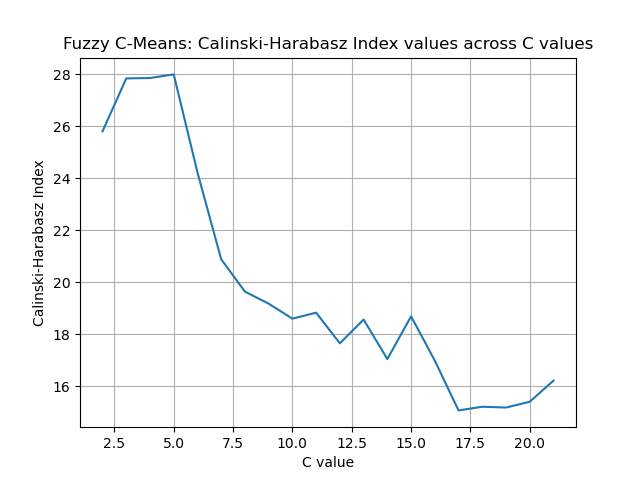 Fuzzy C-Means: Calinski-Harabasz Index values across C values
28
26
24
22
20
18
16
Calinski-Harabasz Index
2.5 5.0 7.5 10.0 12.5 15.0 17.5 20.0
C value